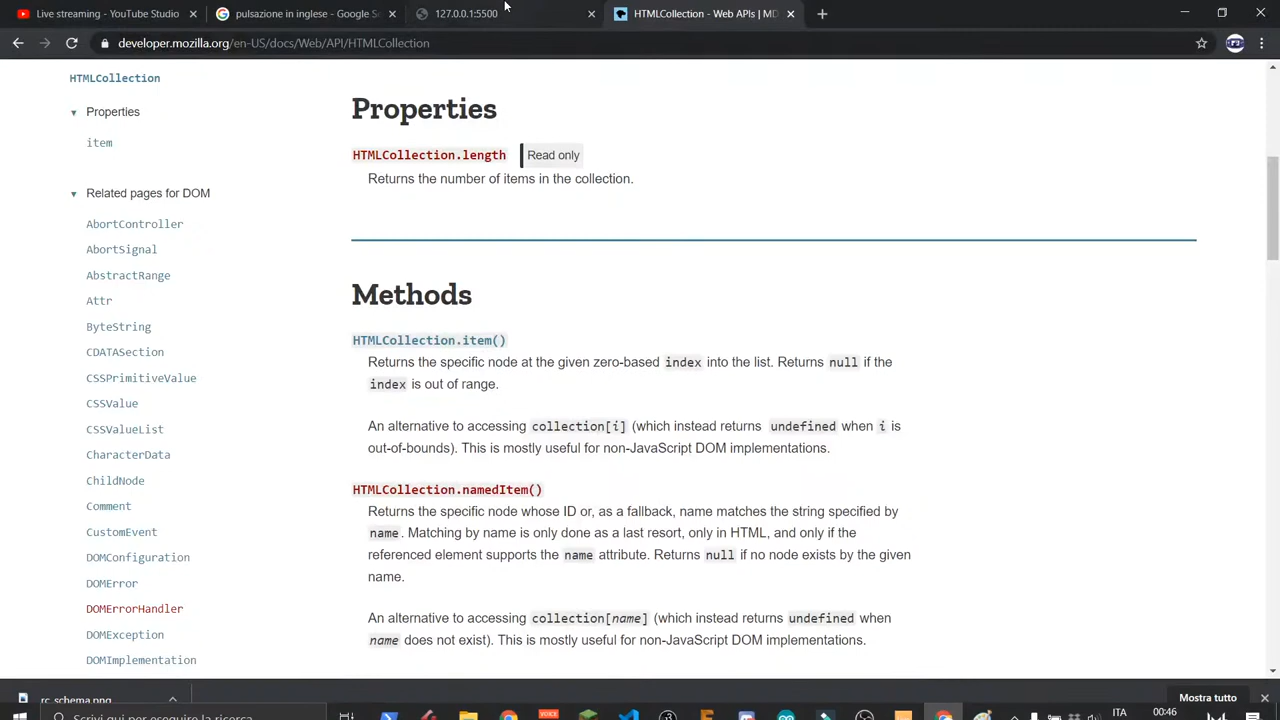 Live streaming - YouTube Studio
pulsazione in inglese - Google Se
127.0.0.1:5500
HTMLCollection - Web APIs | MD
developer.mozilla.org/en-US/docs/Web/API/HTMLCollection
HTMLCollection
Properties
item
Related pages for DOM
AbortController
AbortSignal
AbstractRange
Attr
ByteString
CDATASection
CSSPrimitiveValue
CSSValue
CSSValueList
CharacterData
ChildNode
Comment
CustomEvent
DOMConfiguration
DOMError
DOMErrorHandler
DOMException
DOMImplementation
Properties
HTMLCollection.length Read only
Returns the number of items in the collection.
Methods
HTMLCollection.item()
Returns the specific node at the given zero-based index into the list. Returns null if the
index is out of range.
An alternative to accessing collection[i] (which instead returns undefined when i is
out-of-bounds). This is mostly useful for non-JavaScript DOM implementations.
HTMLCollection.namedItem()
Returns the specific node whose ID or, as a fallback, name matches the string specified by
name. Matching by name is only done as a last resort, only in HTML, and only if the
referenced element supports the name attribute. Returns null if no node exists by the given
name.
An alternative to accessing collection[name] (which instead returns undefined when
name does not exist). This is mostly useful for non-JavaScript DOM implementations.
rc schema.png
Mostra tutto
Scrivi qui per eseguire la ricerca
VOICE
ITA
00:46